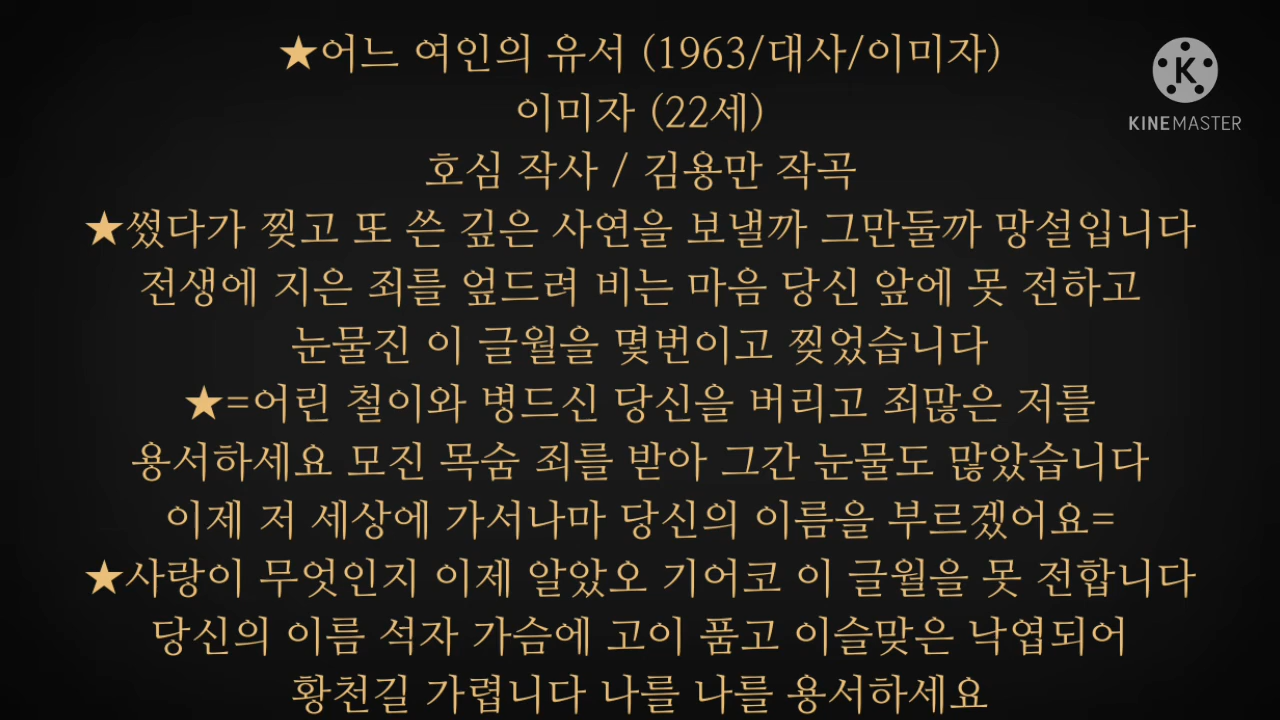 ★어느 여인의 유서 (1963/대사/이미자)
이미자 (22세)
호심 작사 / 김용만 작곡
★썼다가 찢고 또 쓴 깊은 사연을 보낼까 그만둘까 망설입니다
전생에 지은 죄를 엎드려 비는 마음 당신 앞에 못 전하고
눈물진 이 글월을 몇번이고 찢었습니다
★=어린 철이와 병드신 당신을 버리고 죄많은 저를
용서하세요 모진 목숨 죄를 받아 그간 눈물도 많았습니다
이제 저 세상에 가서나마 당신의 이름을 부르겠어요=
★사랑이 무엇인지 이제 알았오 기어코 이 글월을 못 전합니다
당신의 이름 석자 가슴에 고이 품고 이슬맞은 낙엽되어
황천길 가렵니다 나를 나를 용서하세요
K
KINEMASTER